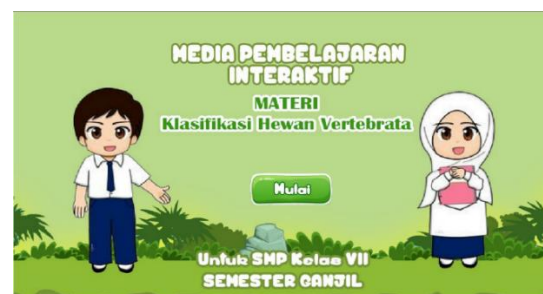 MEDIA PEMBELAJARAN
INTERAKTIF
MATERI
Klasifikasi Hewan Vertebrata
Mulai
Untuk SMP Kelas VII
SEMESTER GANJIL